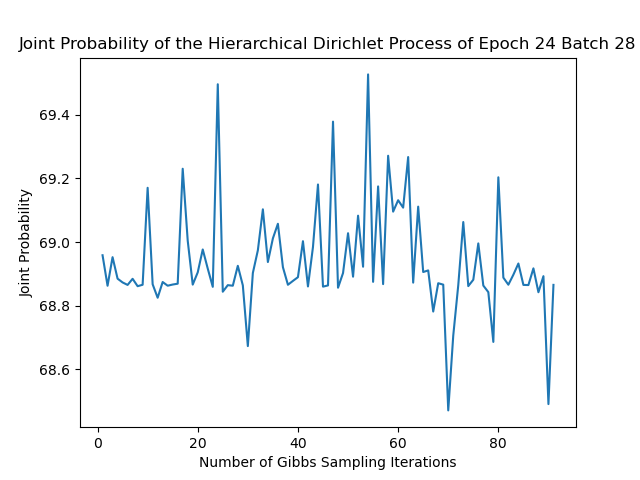 Joint Probability of the Hierarchical Dirichlet Process of Epoch 24 Batch 28
Joint Probability
69.4
69.2
69.0
68.8
68.6
0 20 40 60 80
Number of Gibbs Sampling Iterations